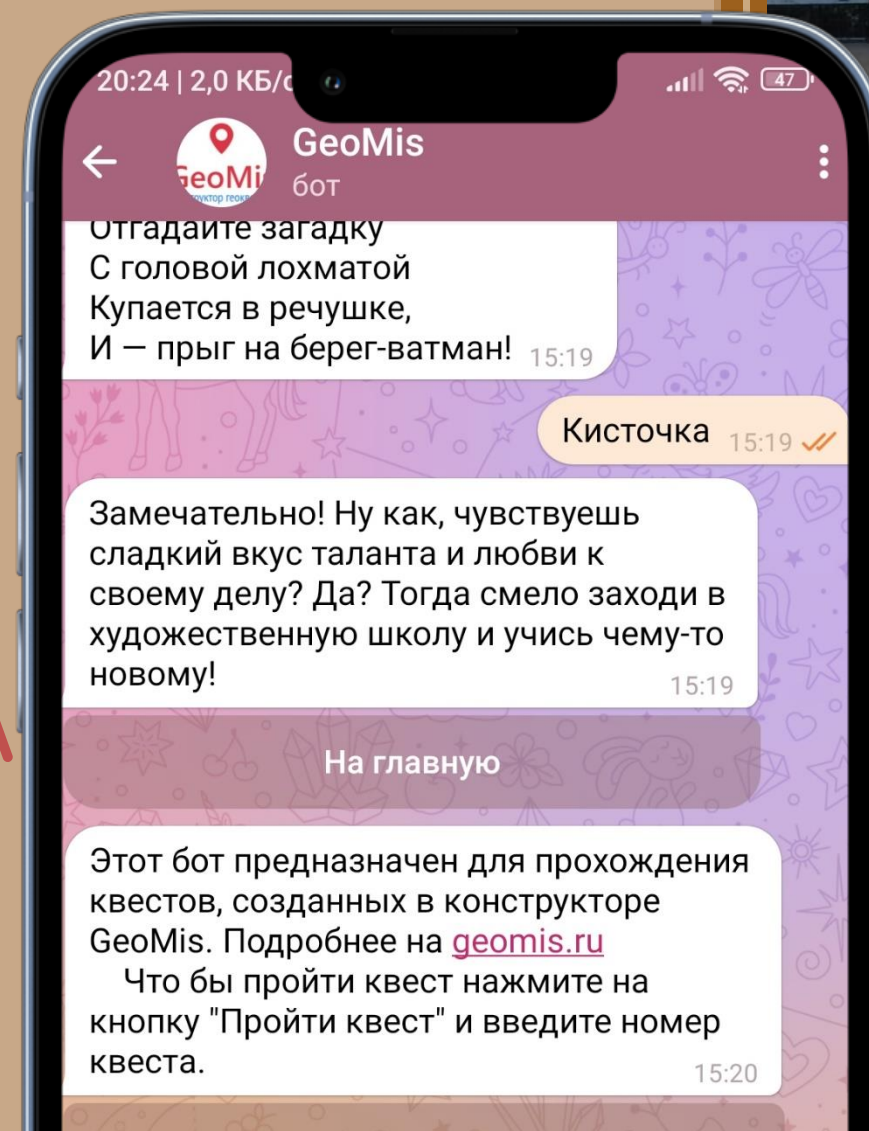 20:24 | 2,0 КБ/с
47
GeoMis
бот
Отгадайте загадку
С головой лохматой
Купается в речушке,
И — прыг на берег-ватман! 15:19
Кисточка 15:19
Замечательно! Ну как, чувствуешь
сладкий вкус таланта и любви к
своему делу? Да? Тогда смело заходи в
художественную школу и учись чему-то
новому! 15:19
На главную
Этот бот предназначен для прохождения
квестов, созданных в конструкторе
GeoMis. Подробнее на geomis.ru
Что бы пройти квест нажмите на
кнопку "Пройти квест" и введите номер
квеста. 15:20